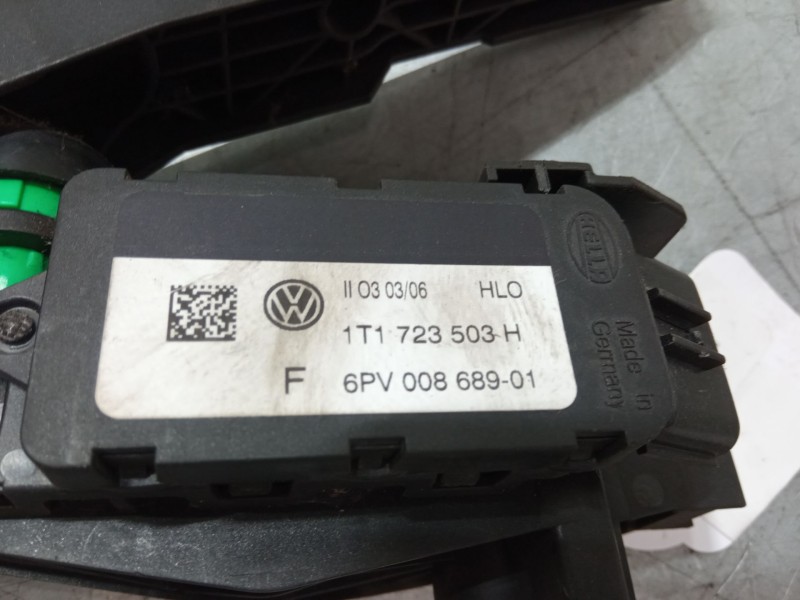 II 03 03/06 HLO
1T1 723 503 H
F 6PV 008 689-01
HELLA
Made in
Germany